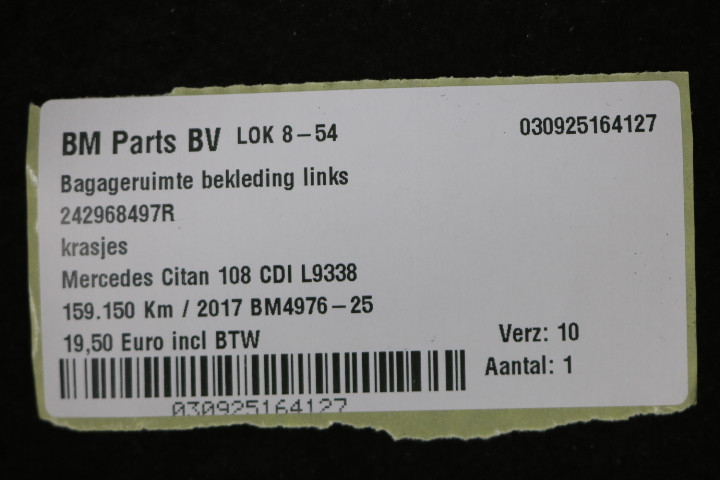 BM Parts BV LOK 8-54 030925164127
Bagageruimte bekleding links
242968497R
krasjes
Mercedes Citan 108 CDI L9338
159.150 Km / 2017 BM4976-25
19,50 Euro incl BTW Verz: 10
Aantal: 1
030925164127